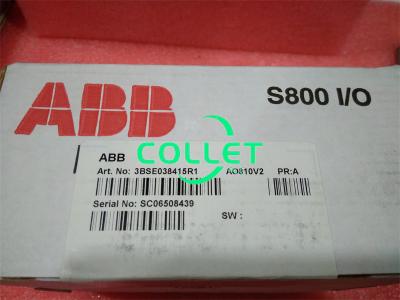 ABB
S800 I/O
COLLET
ABB
Art. No: 3BSE038415R1 AO810V2 PR:A
Serial No: SC06508439
SW :